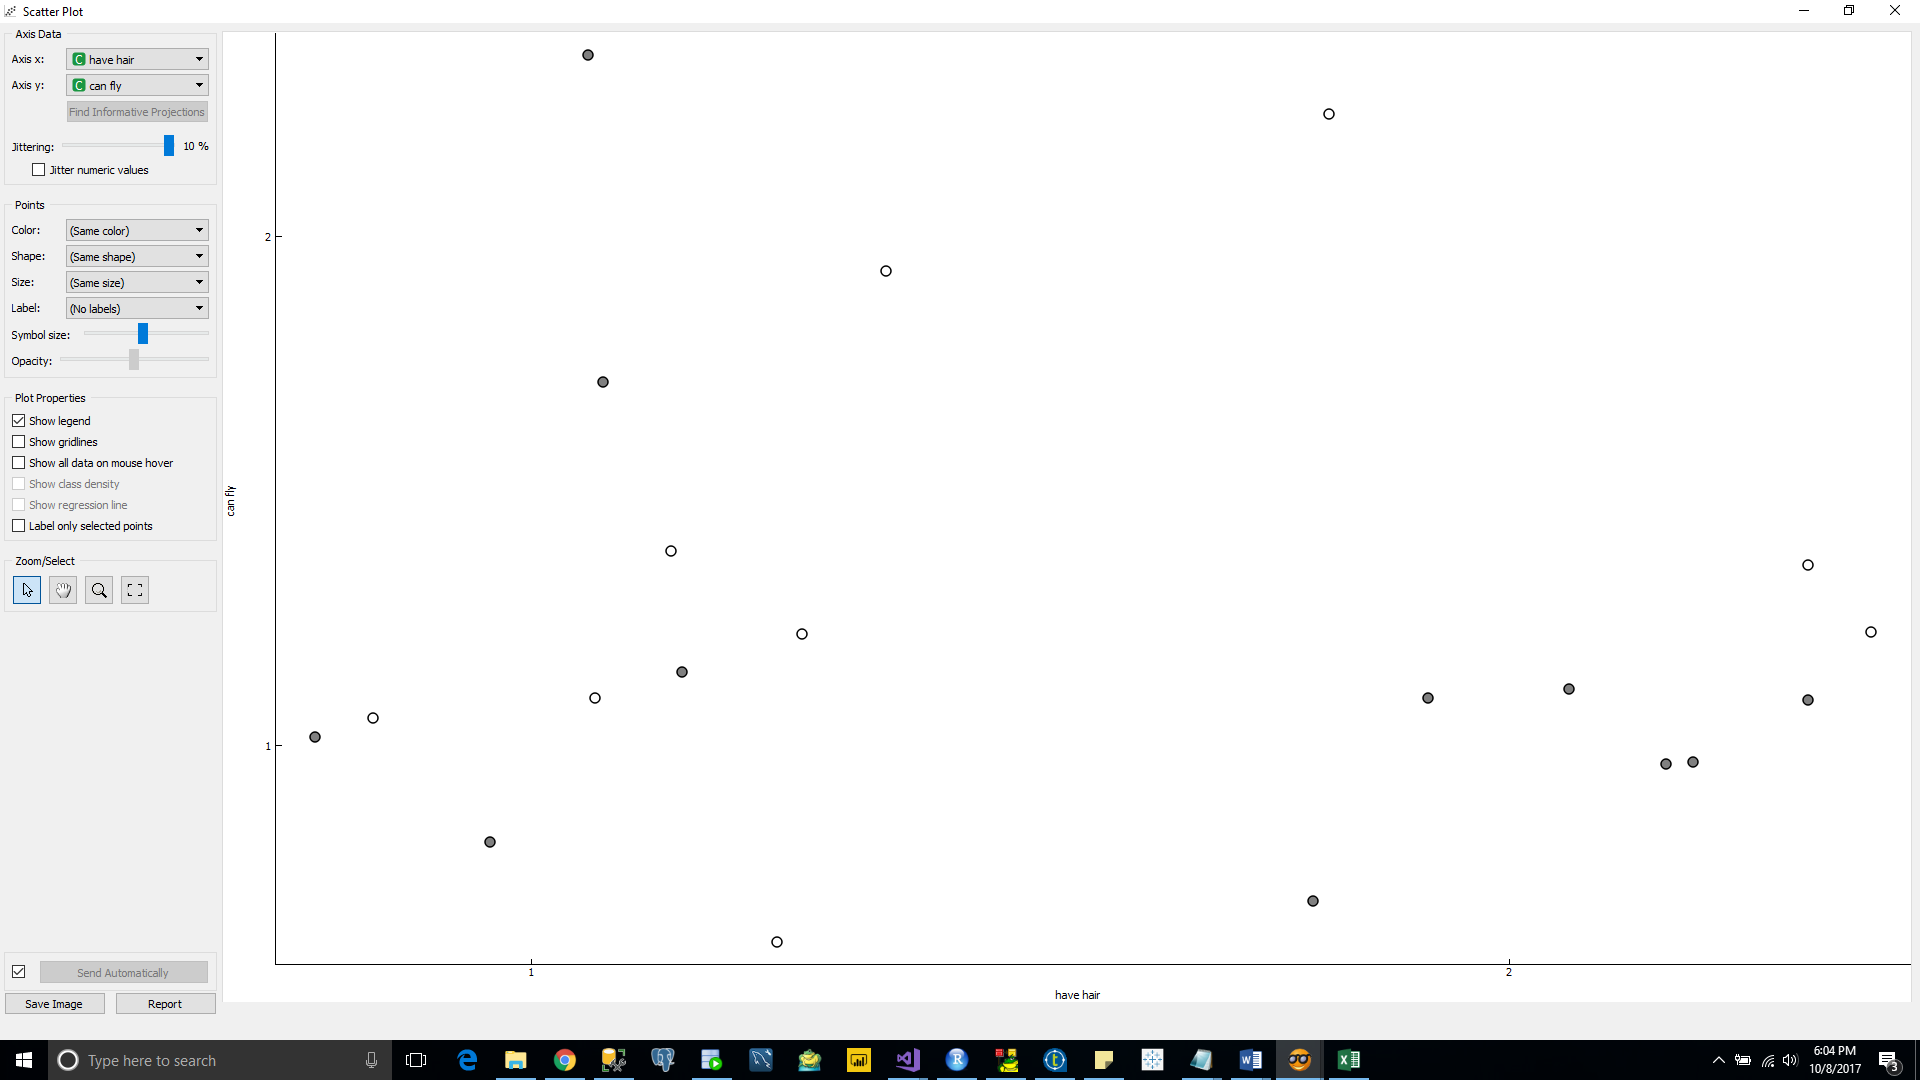 Scatter Plot
Axis Data
Axis x: C have hair
Axis y: C can fly
Find Informative Projections
Jittering: 10 %
Jitter numeric values
Points
Color: (Same color)
Shape: (Same shape)
Size: (Same size)
Label: (No labels)
Symbol size:
Opacity:
Plot Properties
Show legend
Show gridlines
Show all data on mouse hover
Show class density
Show regression line
Label only selected points
Zoom/Select
Send Automatically
Save Image Report
can fly
2
1
1 2
have hair
Type here to search
6:04 PM
10/8/2017
3